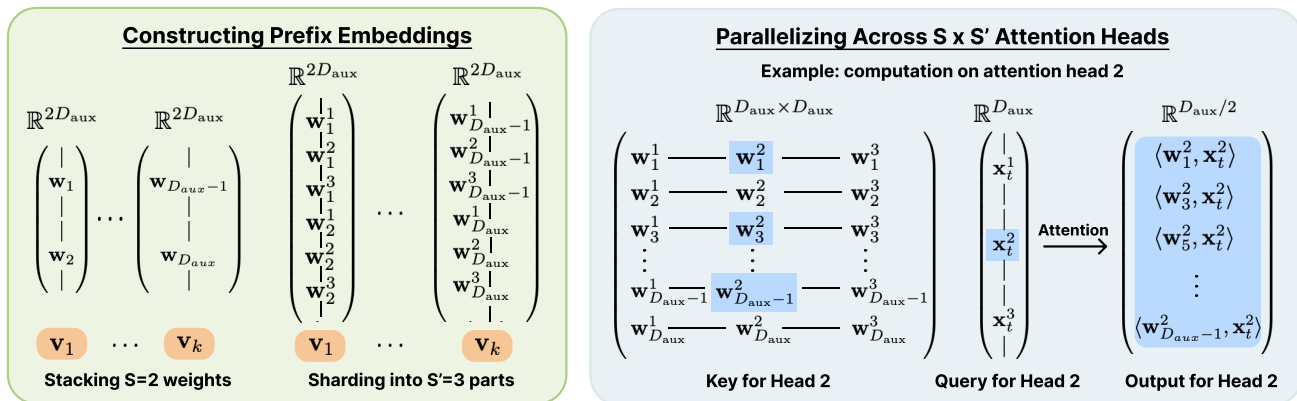 Constructing Prefix Embeddings
ℝ^{2D_aux} ℝ^{2D_aux}
ℝ^{2D_aux} ℝ^{2D_aux}
w_1 ··· w_{D_{aux}−1}
w_2 w_{D_{aux}}
w_1^1 ··· w_{D_aux−1}^1
w_1^2 w_{D_aux−1}^2
w_1^3 w_{D_aux−1}^3
w_2^1 w_{D_aux}^1
w_2^2 w_{D_aux}^2
w_2^3 w_{D_aux}^3
v_1 ··· v_k
v_1 ··· v_k
Stacking S=2 weights
Sharding into S'=3 parts
Parallelizing Across S x S' Attention Heads
Example: computation on attention head 2
ℝ^{D_aux×D_aux}
w_1^1 w_1^2 w_1^3
w_2^1 w_2^2 w_2^3
w_3^1 w_3^2 w_3^3
⋮ ⋮ ⋮
w_{D_aux−1}^1 w_{D_aux−1}^2 w_{D_aux−1}^3
w_{D_aux}^1 w_{D_aux}^2 w_{D_aux}^3
Key for Head 2
ℝ^{D_aux}
x_t^1
x_t^2
x_t^3
Query for Head 2
Attention
ℝ^{D_aux/2}
⟨w_1^2, x_t^2⟩
⟨w_3^2, x_t^2⟩
⟨w_5^2, x_t^2⟩
⋮
⟨w_{D_{aux}−1}^2, x_t^2⟩
Output for Head 2